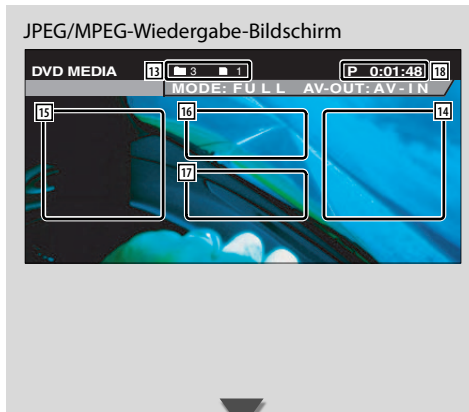 JPEG/MPEG-Wiedergabe-Bildschirm
DVD MEDIA 13 3 1 P 0:01:48 18
MODE: FULL AV-OUT: AV-IN
15 16 14
17